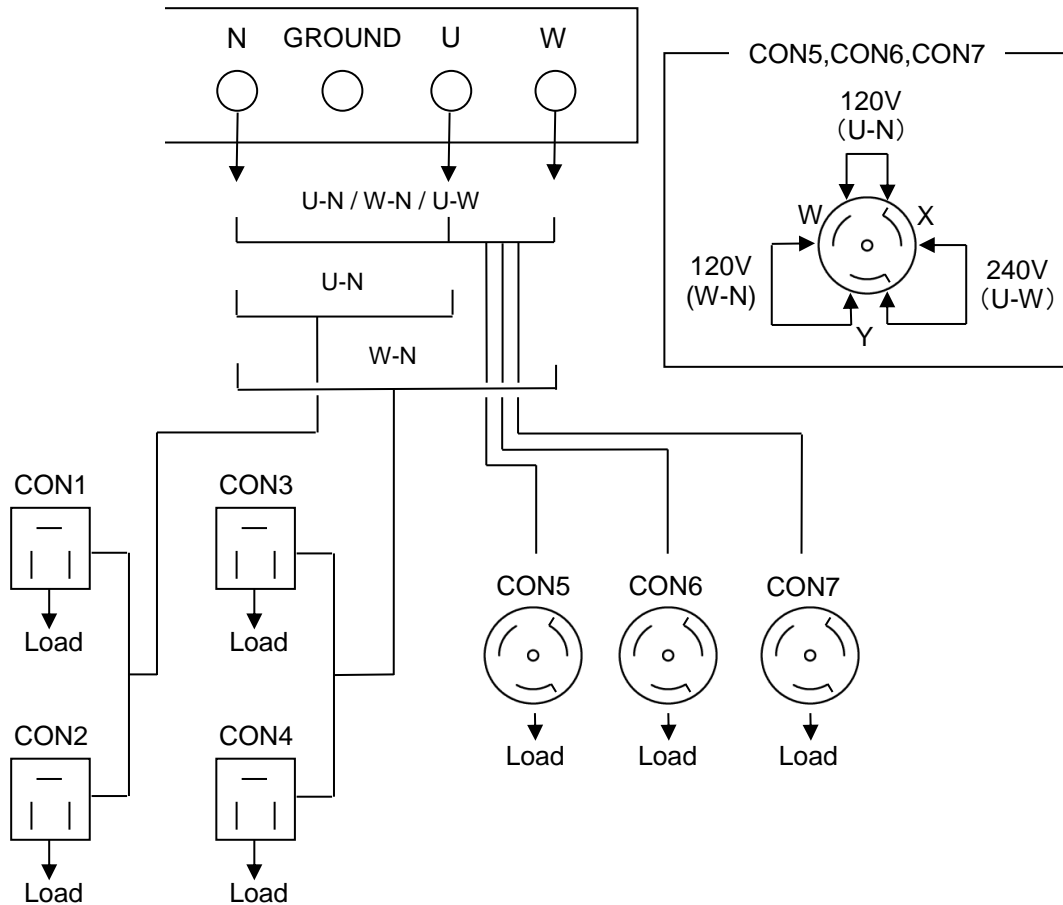 N GROUND U W
U-N / W-N / U-W
U-N
W-N
CON5,CON6,CON7
120V
（U-N）
W X
120V
(W-N)
240V
（U-W）
Y
CON1 CON3
Load Load
CON5 CON6 CON7
Load Load Load
CON2 CON4
Load Load